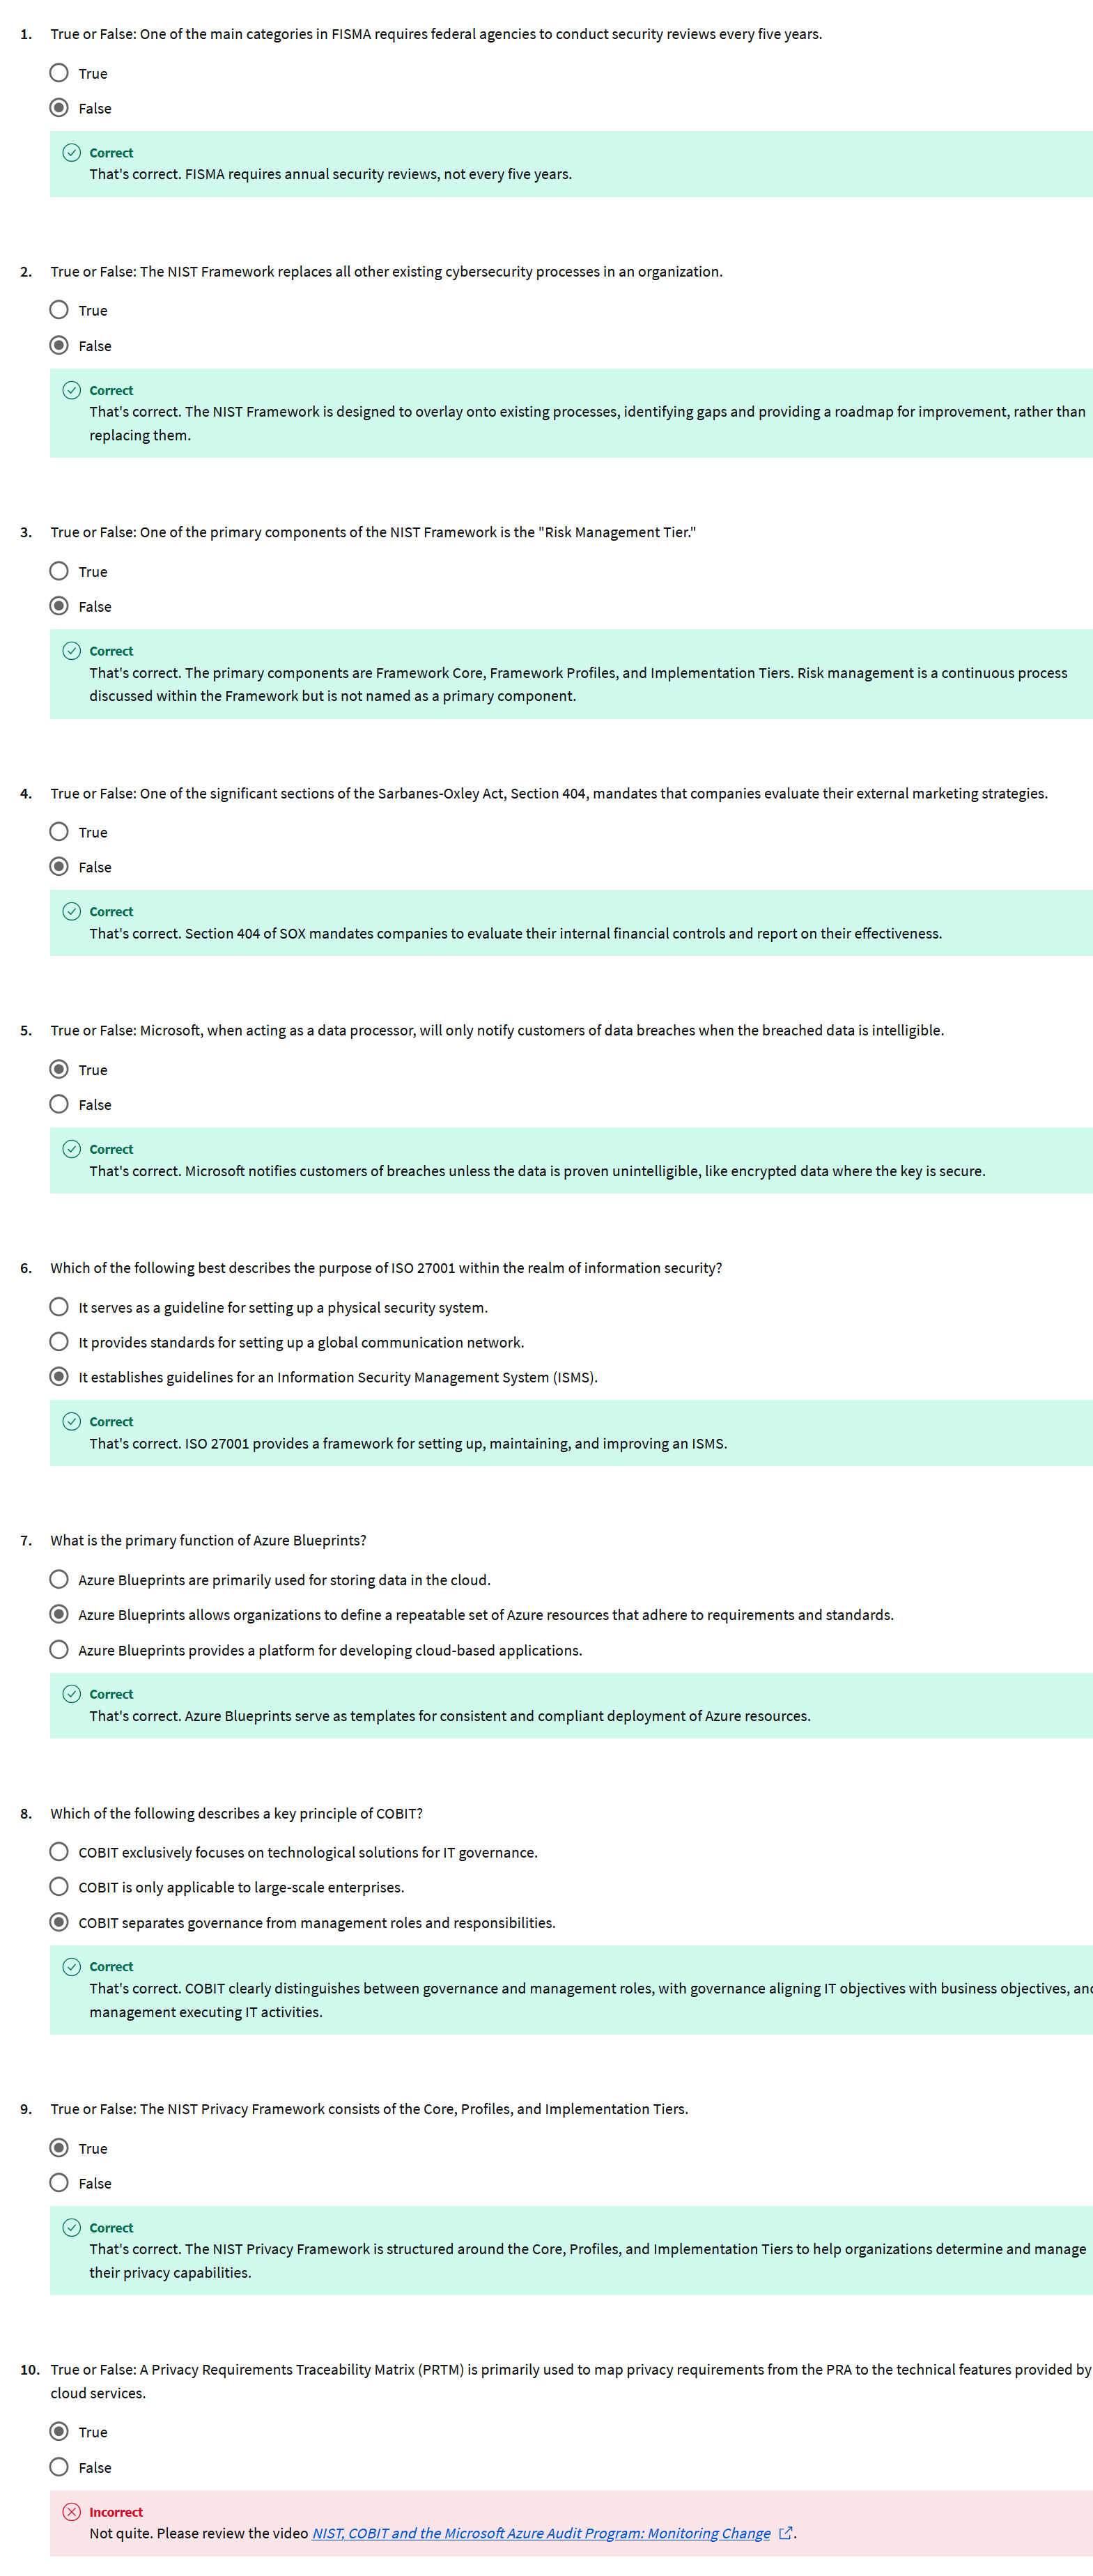 1. True or False: One of the main categories in FISMA requires federal agencies to conduct security reviews every five years.
True
False
Correct
That's correct. FISMA requires annual security reviews, not every five years.
2. True or False: The NIST Framework replaces all other existing cybersecurity processes in an organization.
True
False
Correct
That's correct. The NIST Framework is designed to overlay onto existing processes, identifying gaps and providing a roadmap for improvement, rather than
replacing them.
3. True or False: One of the primary components of the NIST Framework is the "Risk Management Tier."
True
False
Correct
That's correct. The primary components are Framework Core, Framework Profiles, and Implementation Tiers. Risk management is a continuous process
discussed within the Framework but is not named as a primary component.
4. True or False: One of the significant sections of the Sarbanes-Oxley Act, Section 404, mandates that companies evaluate their external marketing strategies.
True
False
Correct
That's correct. Section 404 of SOX mandates companies to evaluate their internal financial controls and report on their effectiveness.
5. True or False: Microsoft, when acting as a data processor, will only notify customers of data breaches when the breached data is intelligible.
True
False
Correct
That's correct. Microsoft notifies customers of breaches unless the data is proven unintelligible, like encrypted data where the key is secure.
6. Which of the following best describes the purpose of ISO 27001 within the realm of information security?
It serves as a guideline for setting up a physical security system.
It provides standards for setting up a global communication network.
It establishes guidelines for an Information Security Management System (ISMS).
Correct
That's correct. ISO 27001 provides a framework for setting up, maintaining, and improving an ISMS.
7. What is the primary function of Azure Blueprints?
Azure Blueprints are primarily used for storing data in the cloud.
Azure Blueprints allows organizations to define a repeatable set of Azure resources that adhere to requirements and standards.
Azure Blueprints provides a platform for developing cloud-based applications.
Correct
That's correct. Azure Blueprints serve as templates for consistent and compliant deployment of Azure resources.
8. Which of the following describes a key principle of COBIT?
COBIT exclusively focuses on technological solutions for IT governance.
COBIT is only applicable to large-scale enterprises.
COBIT separates governance from management roles and responsibilities.
Correct
That's correct. COBIT clearly distinguishes between governance and management roles, with governance aligning IT objectives with business objectives, and
management executing IT activities.
9. True or False: The NIST Privacy Framework consists of the Core, Profiles, and Implementation Tiers.
True
False
Correct
That's correct. The NIST Privacy Framework is structured around the Core, Profiles, and Implementation Tiers to help organizations determine and manage
their privacy capabilities.
10. True or False: A Privacy Requirements Traceability Matrix (PRTM) is primarily used to map privacy requirements from the PRA to the technical features provided by
cloud services.
True
False
Incorrect
Not quite. Please review the video NIST, COBIT and the Microsoft Azure Audit Program: Monitoring Change.